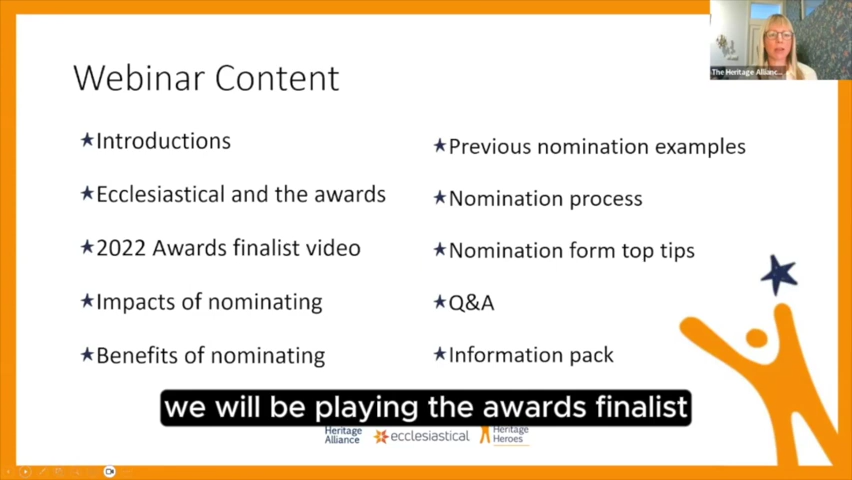 The Heritage Allianc...
Webinar Content
Introductions
Ecclesiastical and the awards
2022 Awards finalist video
Impacts of nominating
Benefits of nominating
Previous nomination examples
Nomination process
Nomination form top tips
Q&A
Information pack
we will be playing the awards finalist
Heritage
Alliance
ecclesiastical
Heritage
Heroes